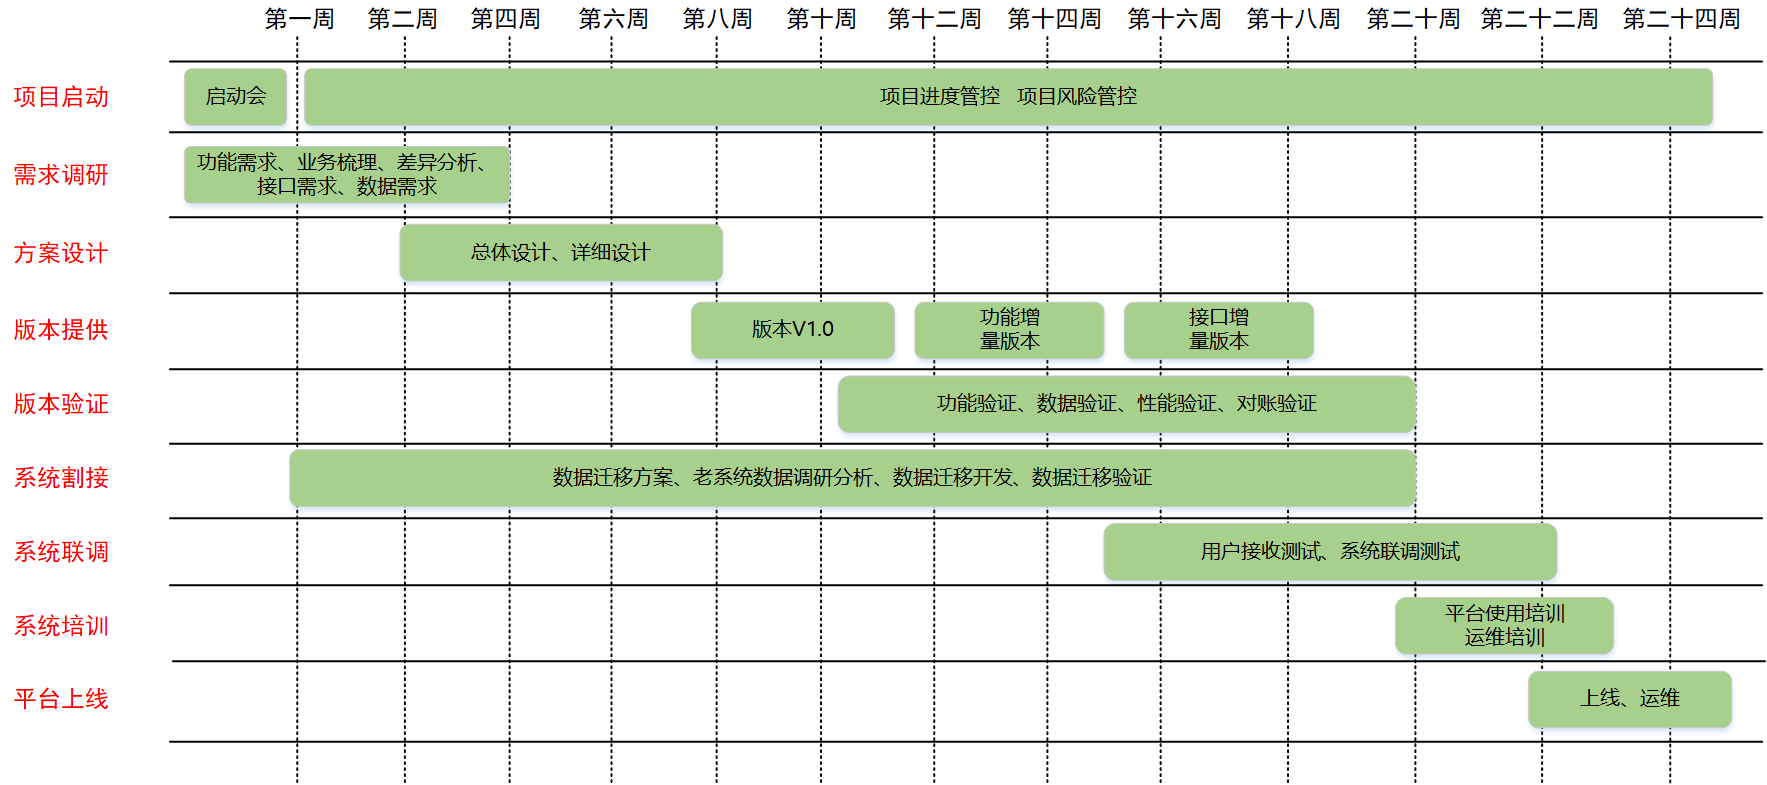 第一周 第二周 第四周 第六周 第八周 第十周 第十二周 第十四周 第十六周 第十八周 第二十周 第二十二周 第二十四周
项目启动 启动会 项目进度管控 项目风险管控
需求调研 功能需求、业务梳理、差异分析、
接口需求、数据需求
方案设计 总体设计、详细设计
版本提供 版本V1.0
功能增
量版本
接口增
量版本
版本验证 功能验证、数据验证、性能验证、对账验证
系统割接 数据迁移方案、老系统数据调研分析、数据迁移开发、数据迁移验证
系统联调 用户接收测试、系统联调测试
系统培训 平台使用培训
运维培训
平台上线 上线、运维